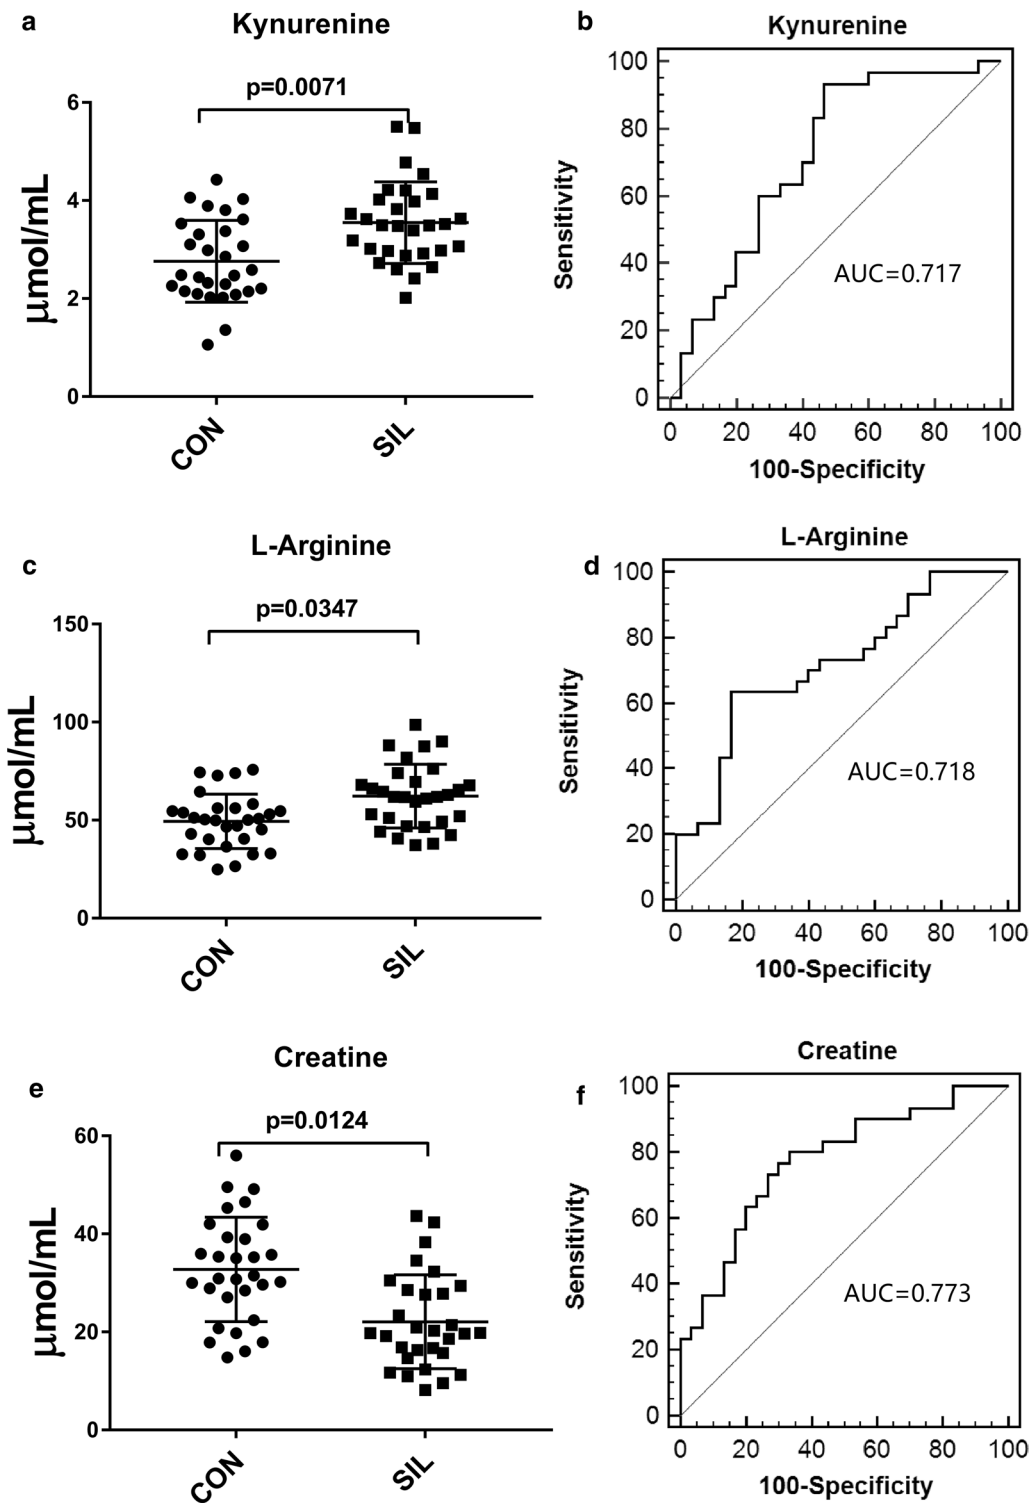 a
Kynurenine
p=0.0071
6
4
2
0
μmol/mL
CON
SIL
b
Kynurenine
100
80
60
40
20
0
Sensitivity
AUC=0.717
0 20 40 60 80 100
100-Specificity
c
L-Arginine
p=0.0347
150
100
50
0
μmol/mL
CON
SIL
d
L-Arginine
100
80
60
40
20
0
Sensitivity
AUC=0.718
0 20 40 60 80 100
100-Specificity
e
Creatine
p=0.0124
60
40
20
0
μmol/mL
CON
SIL
f
Creatine
100
80
60
40
20
0
Sensitivity
AUC=0.773
0 20 40 60 80 100
100-Specificity